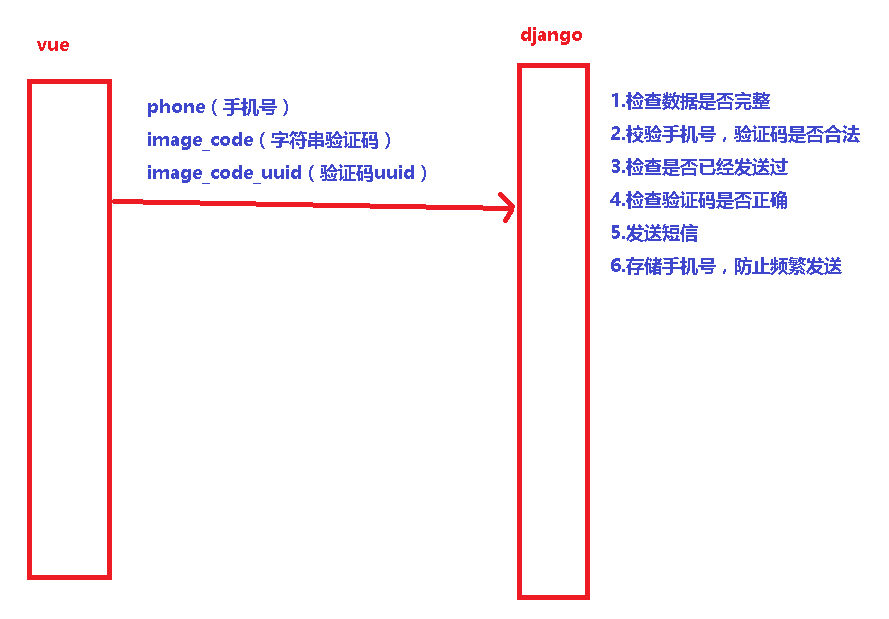 vue
django
phone（手机号）
image_code（字符串验证码）
image_code_uuid（验证码uuid）
1.检查数据是否完整
2.校验手机号，验证码是否合法
3.检查是否已经发送过
4.检查验证码是否正确
5.发送短信
6.存储手机号，防止频繁发送